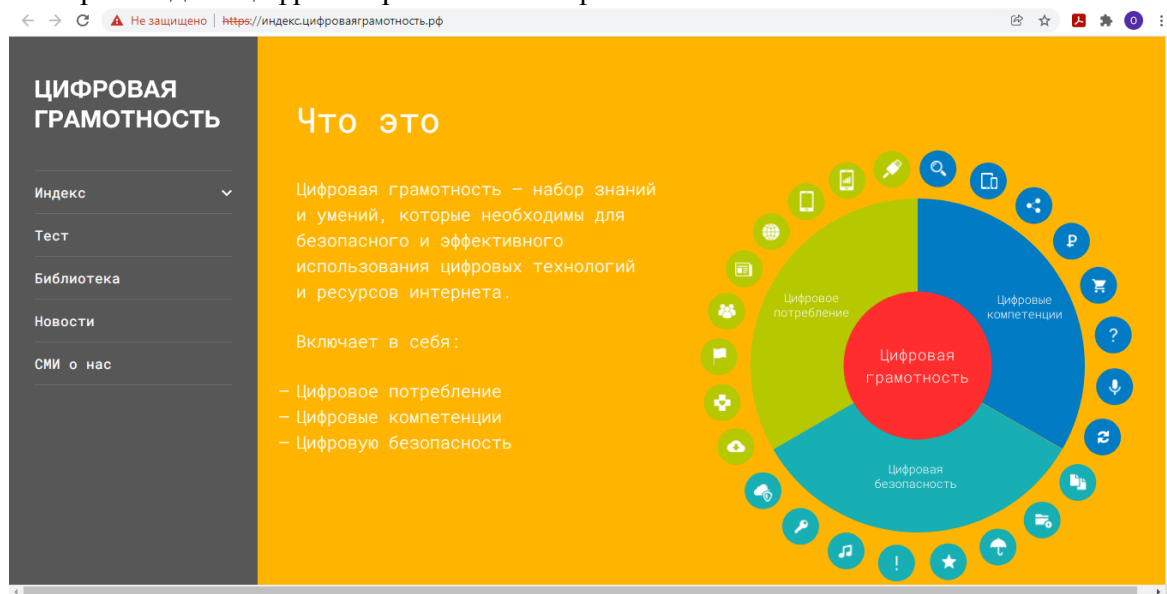 Не защищено | https://индекс.цифроваяграмотность.рф
О
ЦИФРОВАЯ
ГРАМОТНОСТЬ
Индекс
Тест
Библиотека
Новости
СМИ о нас
Что это
Цифровая грамотность — набор знаний
и умений, которые необходимы для
безопасного и эффективного
использования цифровых технологий
и ресурсов интернета.
Включает в себя:
— Цифровое потребление
— Цифровые компетенции
— Цифровую безопасность
Цифровое
потребление
Цифровые
компетенции
Цифровая
грамотность
Цифровая
безопасность
₽
?
!